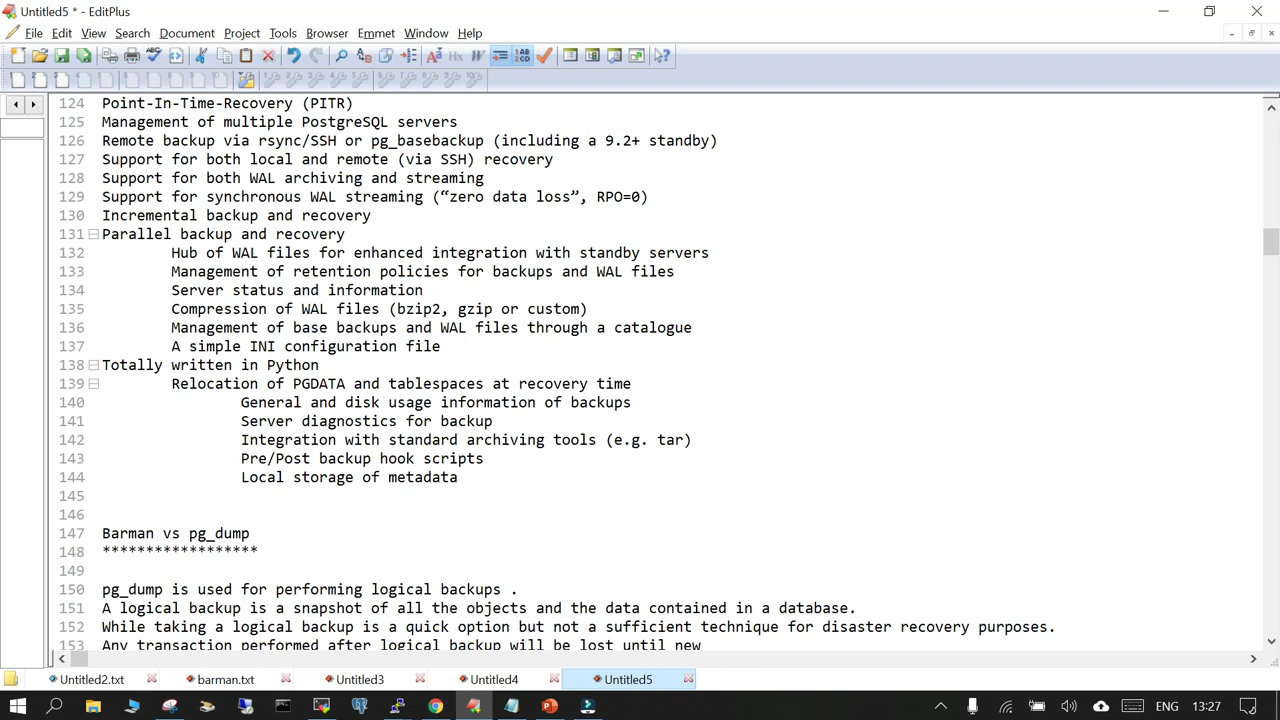 Untitled5 * - EditPlus
File Edit View Search Document Project Tools Browser Emmet Window Help
124 Point-In-Time-Recovery (PITR)
125 Management of multiple PostgreSQL servers
126 Remote backup via rsync/SSH or pg_basebackup (including a 9.2+ standby)
127 Support for both local and remote (via SSH) recovery
128 Support for both WAL archiving and streaming
129 Support for synchronous WAL streaming (“zero data loss”, RPO=0)
130 Incremental backup and recovery
131 Parallel backup and recovery
132 Hub of WAL files for enhanced integration with standby servers
133 Management of retention policies for backups and WAL files
134 Server status and information
135 Compression of WAL files (bzip2, gzip or custom)
136 Management of base backups and WAL files through a catalogue
137 A simple INI configuration file
138 Totally written in Python
139 Relocation of PGDATA and tablespaces at recovery time
140 General and disk usage information of backups
141 Server diagnostics for backup
142 Integration with standard archiving tools (e.g. tar)
143 Pre/Post backup hook scripts
144 Local storage of metadata
145
146
147 Barman vs pg_dump
148 ******************
149
150 pg_dump is used for performing logical backups .
151 A logical backup is a snapshot of all the objects and the data contained in a database.
152 While taking a logical backup is a quick option but not a sufficient technique for disaster recovery purposes.
153 Any transaction performed after logical backup will be lost until new
Untitled2.txt barman.txt Untitled3 Untitled4 Untitled5
ENG 13:27